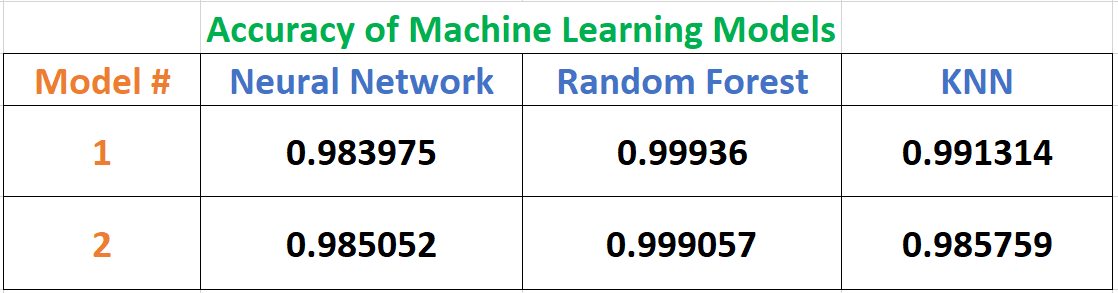 Accuracy of Machine Learning Models
Model # Neural Network Random Forest KNN
1 0.983975 0.99936 0.991314
2 0.985052 0.999057 0.985759